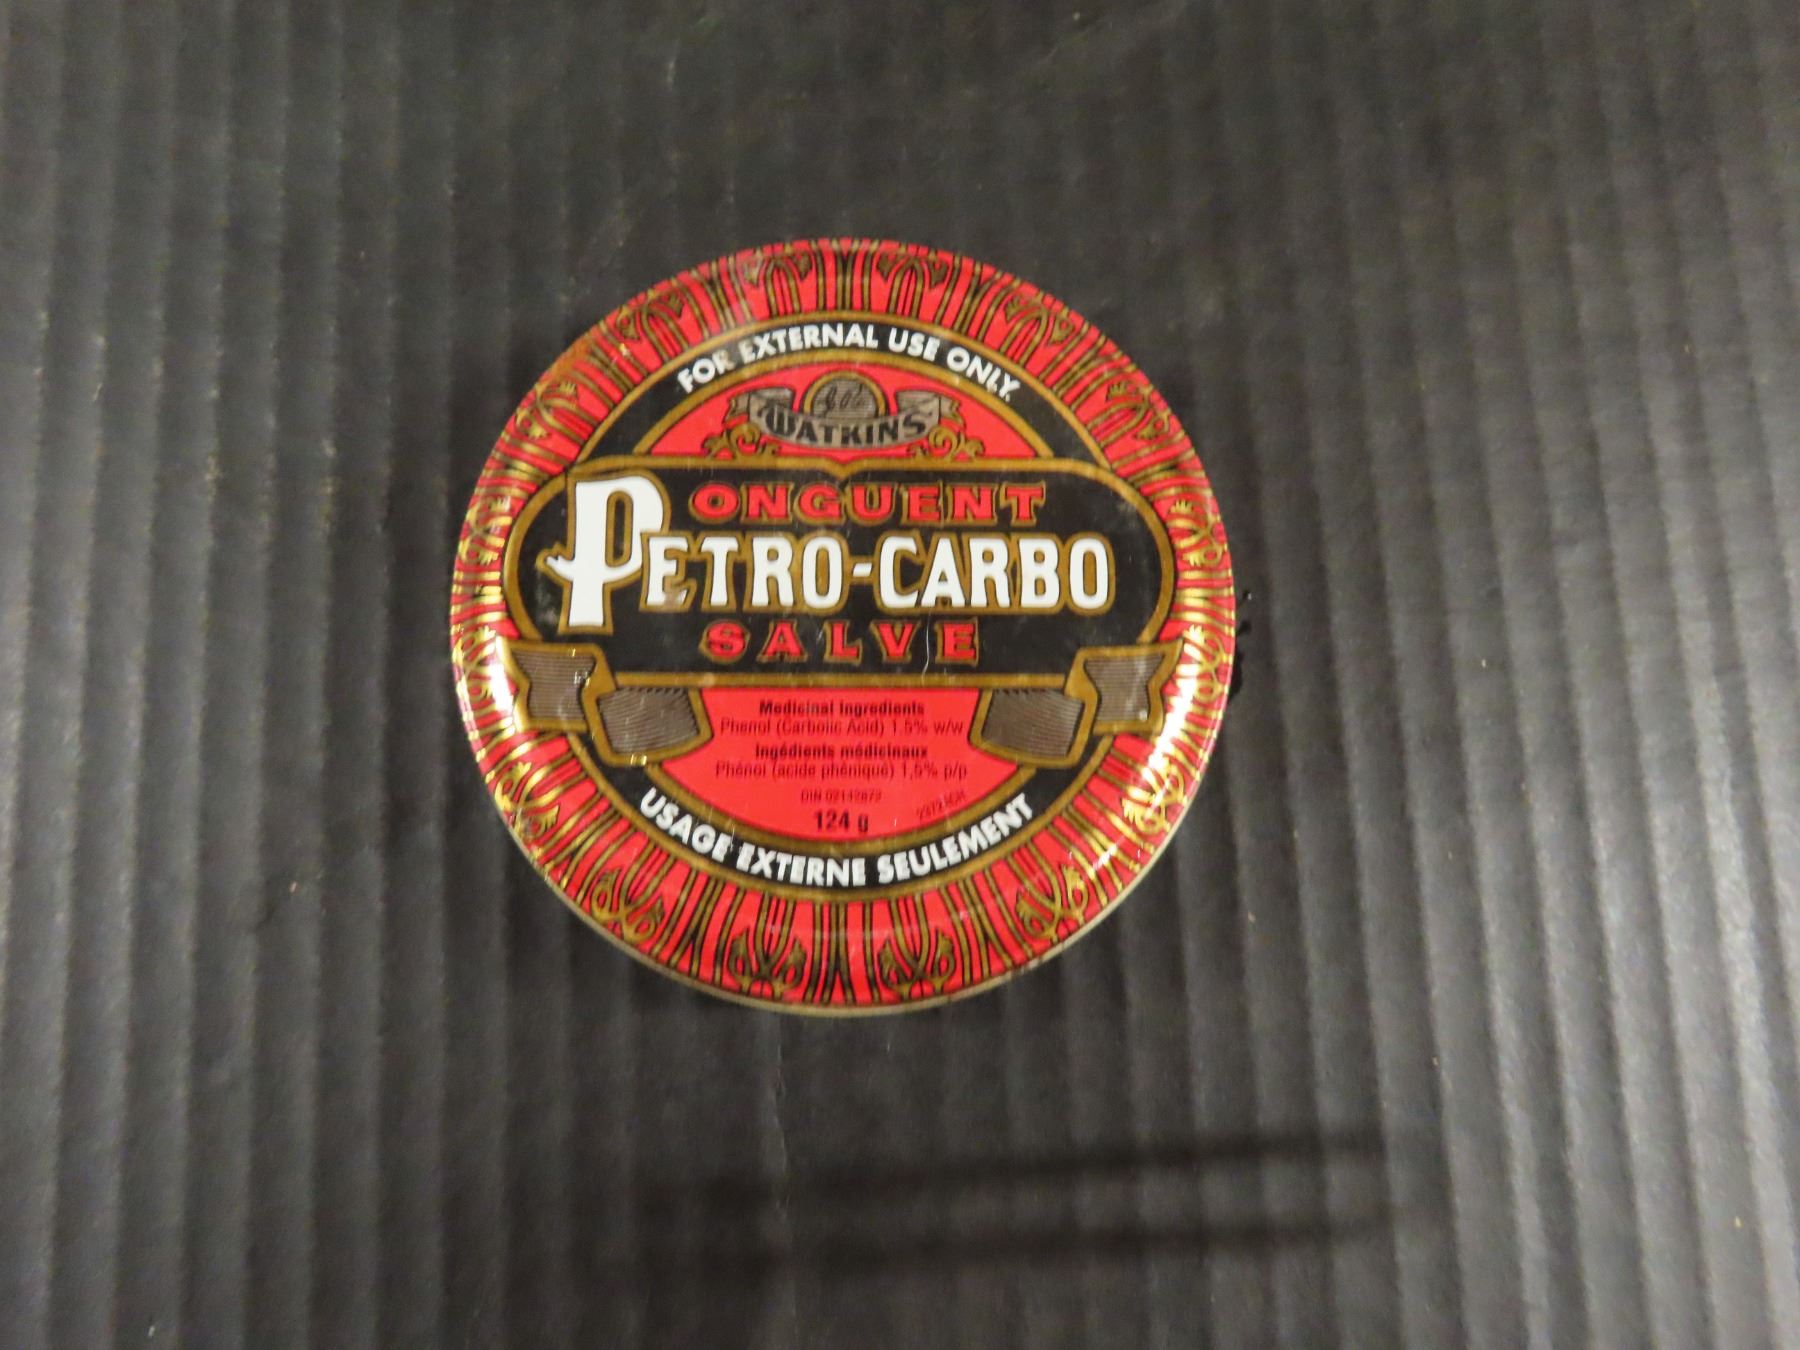 FOR EXTERNAL USE ONLY.
J.R.
WATKINS
ONGUENT
PETRO-CARBO
SALVE
Medicinal Ingredients
Phenol (Carbolic Acid) 1.5% w/w
Ingédients médicinaux
Phénol (acide phénique) 1,5% p/p
124 g
USAGE EXTERNE SEULEMENT